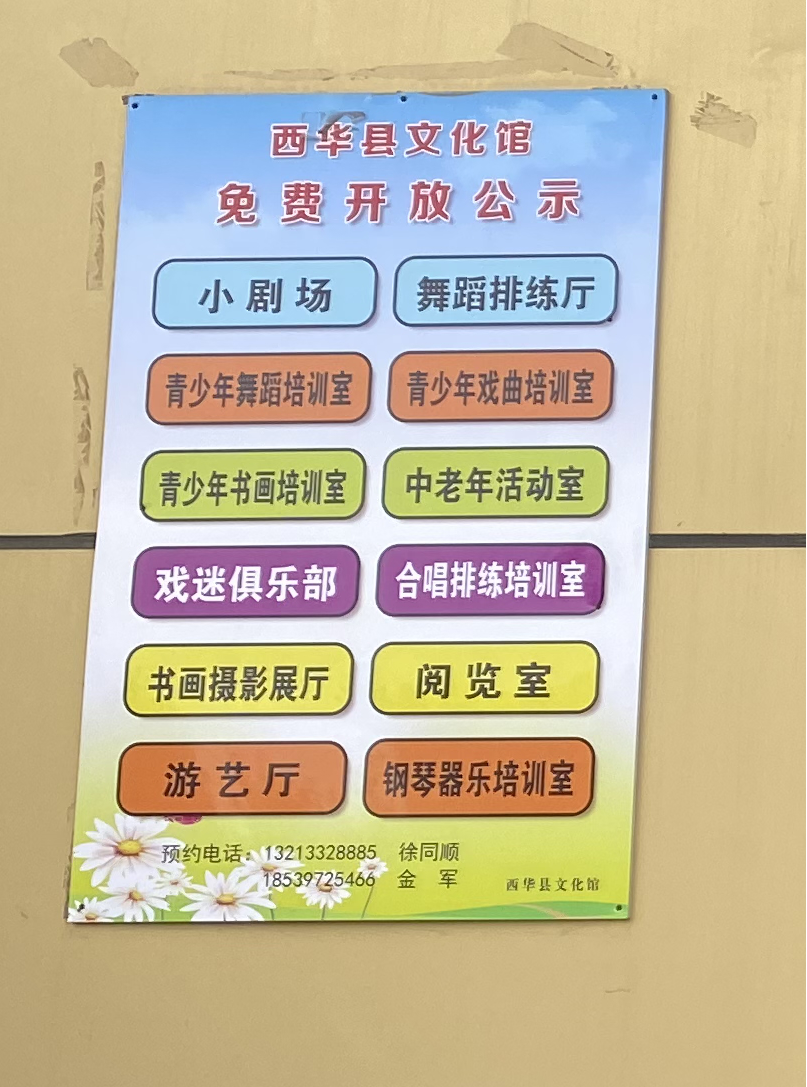 西华县文化馆
免费开放公示
小剧场
舞蹈排练厅
青少年舞蹈培训室
青少年戏曲培训室
青少年书画培训室
中老年活动室
戏迷俱乐部
合唱排练培训室
书画摄影展厅
阅览室
游艺厅
钢琴器乐培训室
预约电话：13213328885 徐同顺
18539725466 金 军
西华县文化馆